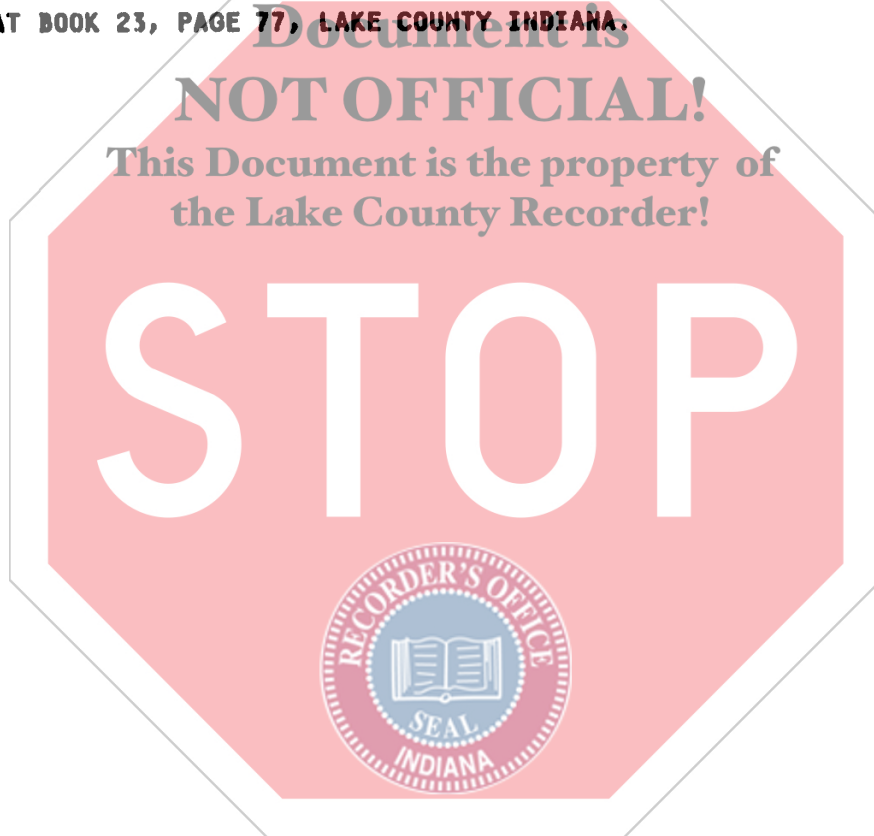 AT BOOK 23, PAGE 77, LAKE COUNTY INDIANA.
Document is
NOT OFFICIAL!
This Document is the property of
the Lake County Recorder!
STOP
RECORDER'S OFFICE
SEAL
INDIANA